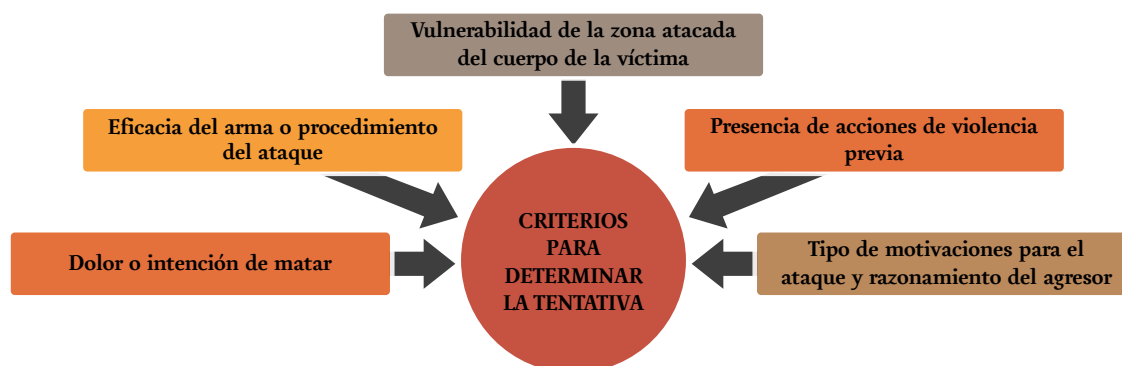 Vulnerabilidad de la zona atacada
del cuerpo de la víctima
Eficacia del arma o procedimiento
del ataque
Presencia de acciones de violencia
previa
Dolor o intención de matar
CRITERIOS
PARA
DETERMINAR
LA TENTATIVA
Tipo de motivaciones para el
ataque y razonamiento del agresor